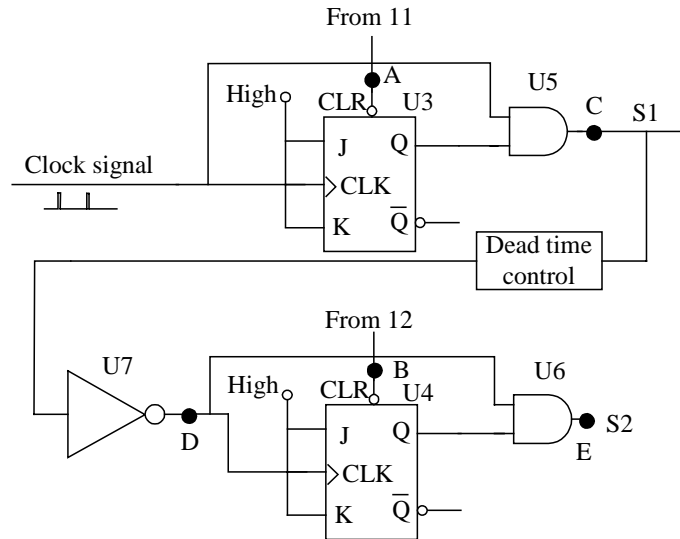 From 11
A
High
CLR
U3
U5
C
S1
J
Q
Clock signal
CLK
K
Q
Dead time
control
From 12
U7
B
High
CLR
U4
U6
D
J
Q
S2
E
CLK
K
Q